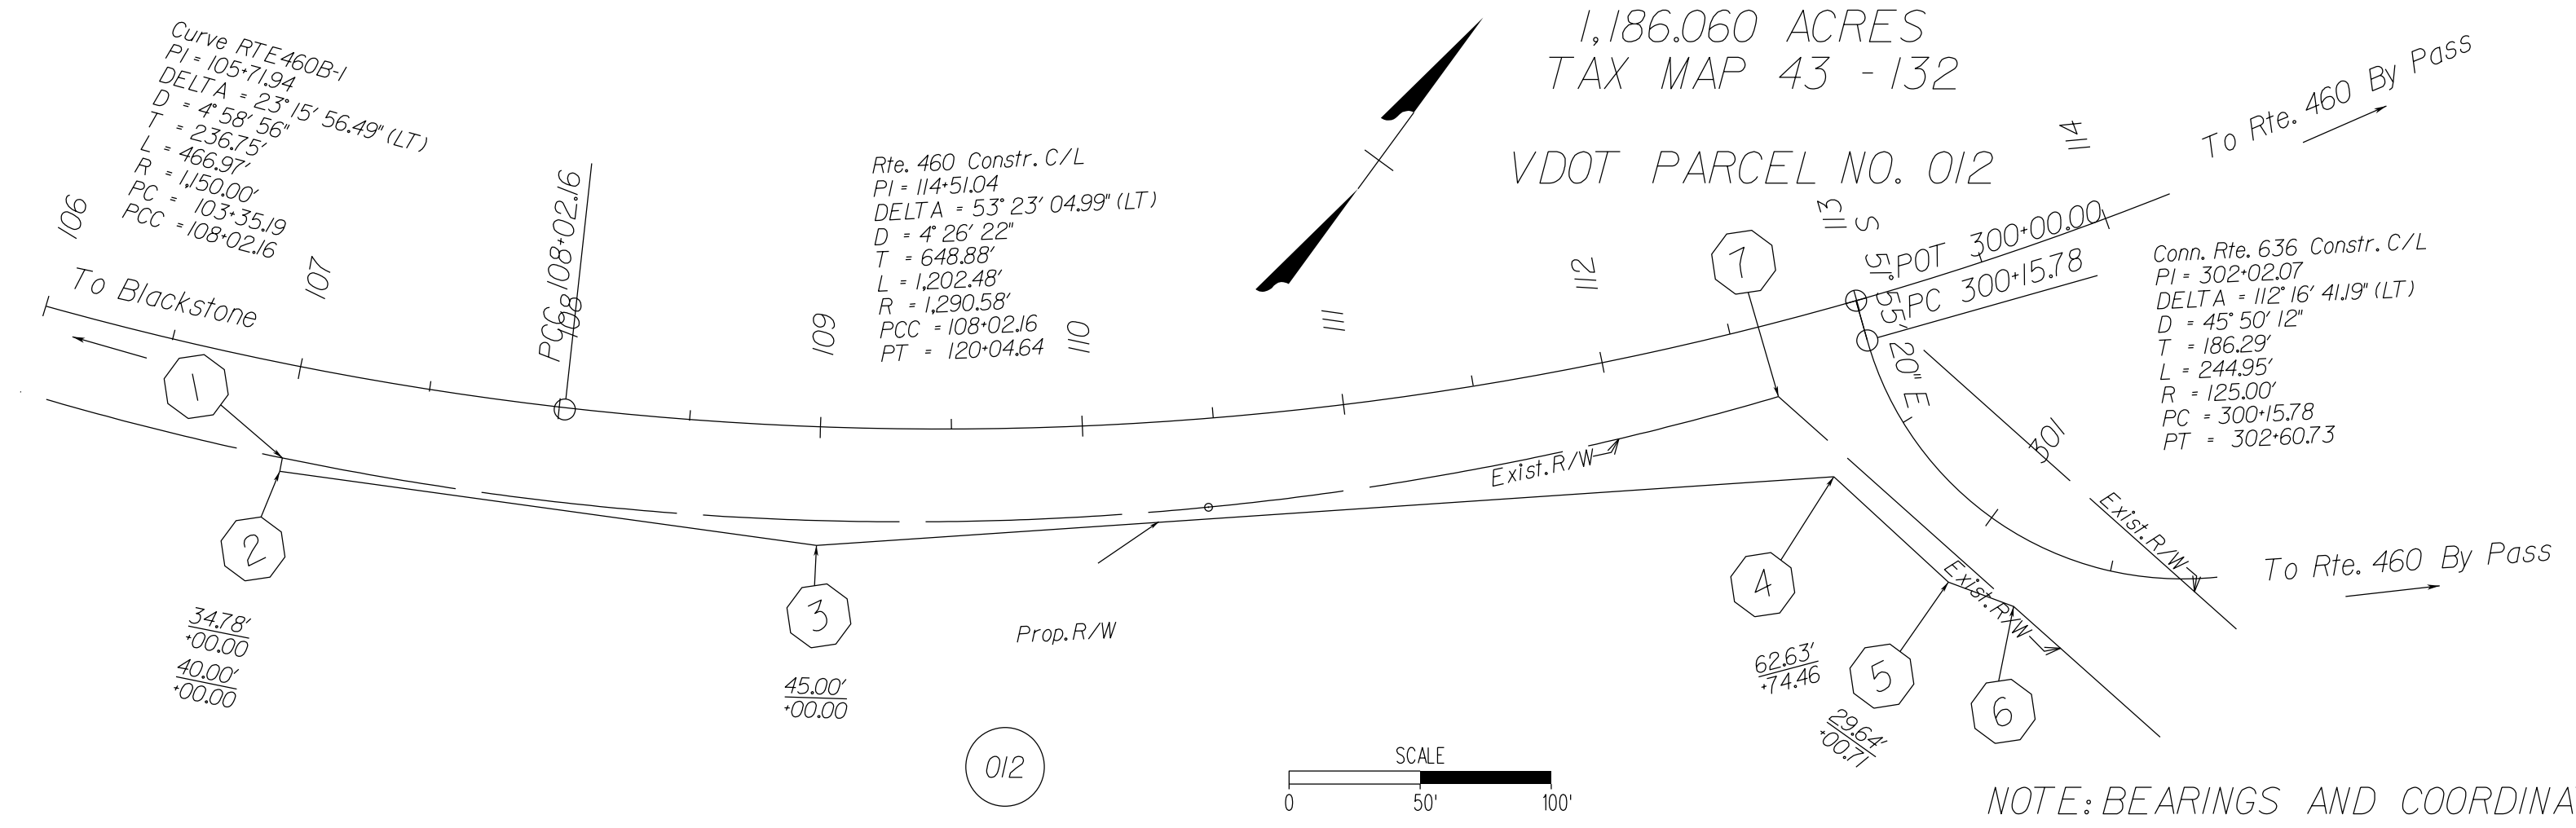 1,186.060 ACRES
TAX MAP 43 -132
VDOT PARCEL NO. 012
Curve RTE460B-1
PI = 105+71.94
DELTA = 23° 15' 56.49" (LT)
D = 4° 58' 56"
T = 236.75'
L = 466.97'
R = 1,150.00'
PC = 103+35.19
PCC = 108+02.16
106
To Blackstone
107
PCC 108+02.16
108
Rte. 460 Constr. C/L
PI = 114+51.04
DELTA = 53° 23' 04.99" (LT)
D = 4° 26' 22"
T = 648.88'
L = 1,202.48'
R = 1,290.58'
PCC = 108+02.16
PT = 120+04.64
109
110
111
112
113
114
To Rte. 460 By Pass
POT 300+00.00
PC 300+15.78
S 51° 55' 20" E
Conn. Rte. 636 Constr. C/L
PI = 302+02.07
DELTA = 112° 16' 41.19" (LT)
D = 45° 50' 12"
T = 186.29'
L = 244.95'
R = 125.00'
PC = 300+15.78
PT = 302+60.73
301
Exist. R/W
Exist. R/W
Exist. R/W
To Rte. 460 By Pass
1
2
3
4
5
6
7
34.78'
+00.00
40.00'
+00.00
45.00'
+00.00
Prop. R/W
62.63'
+74.46
29.64'
+00.71
012
SCALE
0 50' 100'
NOTE: BEARINGS AND COORDINA